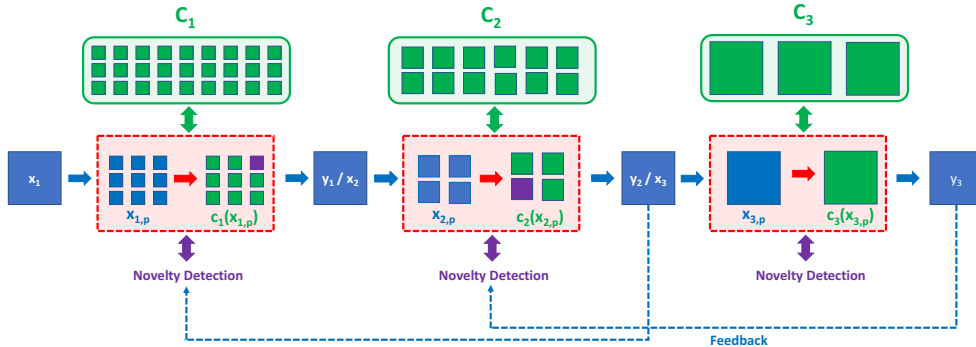 C₁
C₂
C₃
x₁
x₁,ₚ
c₁(x₁,ₚ)
y₁ / x₂
x₂,ₚ
c₂(x₂,ₚ)
y₂ / x₃
x₃,ₚ
c₃(x₃,ₚ)
y₃
Novelty Detection
Novelty Detection
Novelty Detection
Feedback